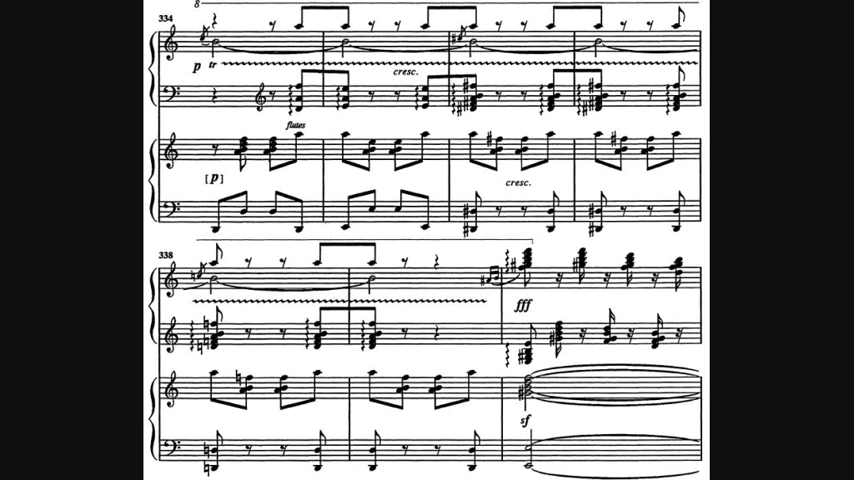 8
334
p tr
cresc.
flutes
[p]
cresc.
338
fff
sf